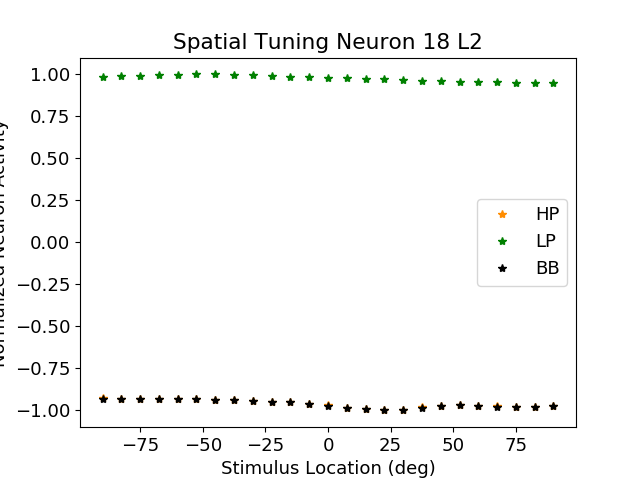 Spatial Tuning Neuron 18 L2
Normalized Neuron Activity
1.00
0.75
0.50
0.25
0.00
−0.25
−0.50
−0.75
−1.00
HP
LP
BB
−75 −50 −25 0 25 50 75
Stimulus Location (deg)